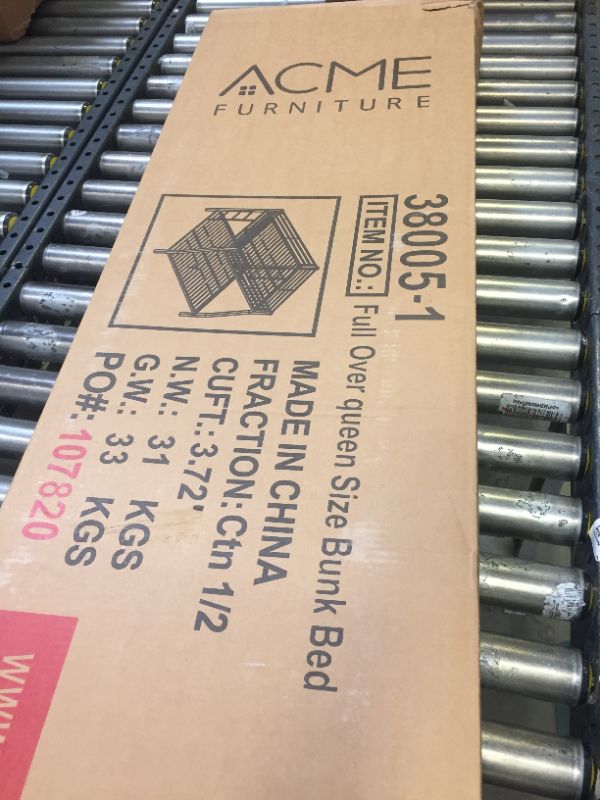 ACME
FURNITURE
38005-1
ITEM NO.: Full Over queen Size Bunk Bed
MADE IN CHINA
FRACTION: Ctn 1/2
CUFT.: 3.72'
N.W.: 31 KGS
G.W.: 33 KGS
PO#: 107820